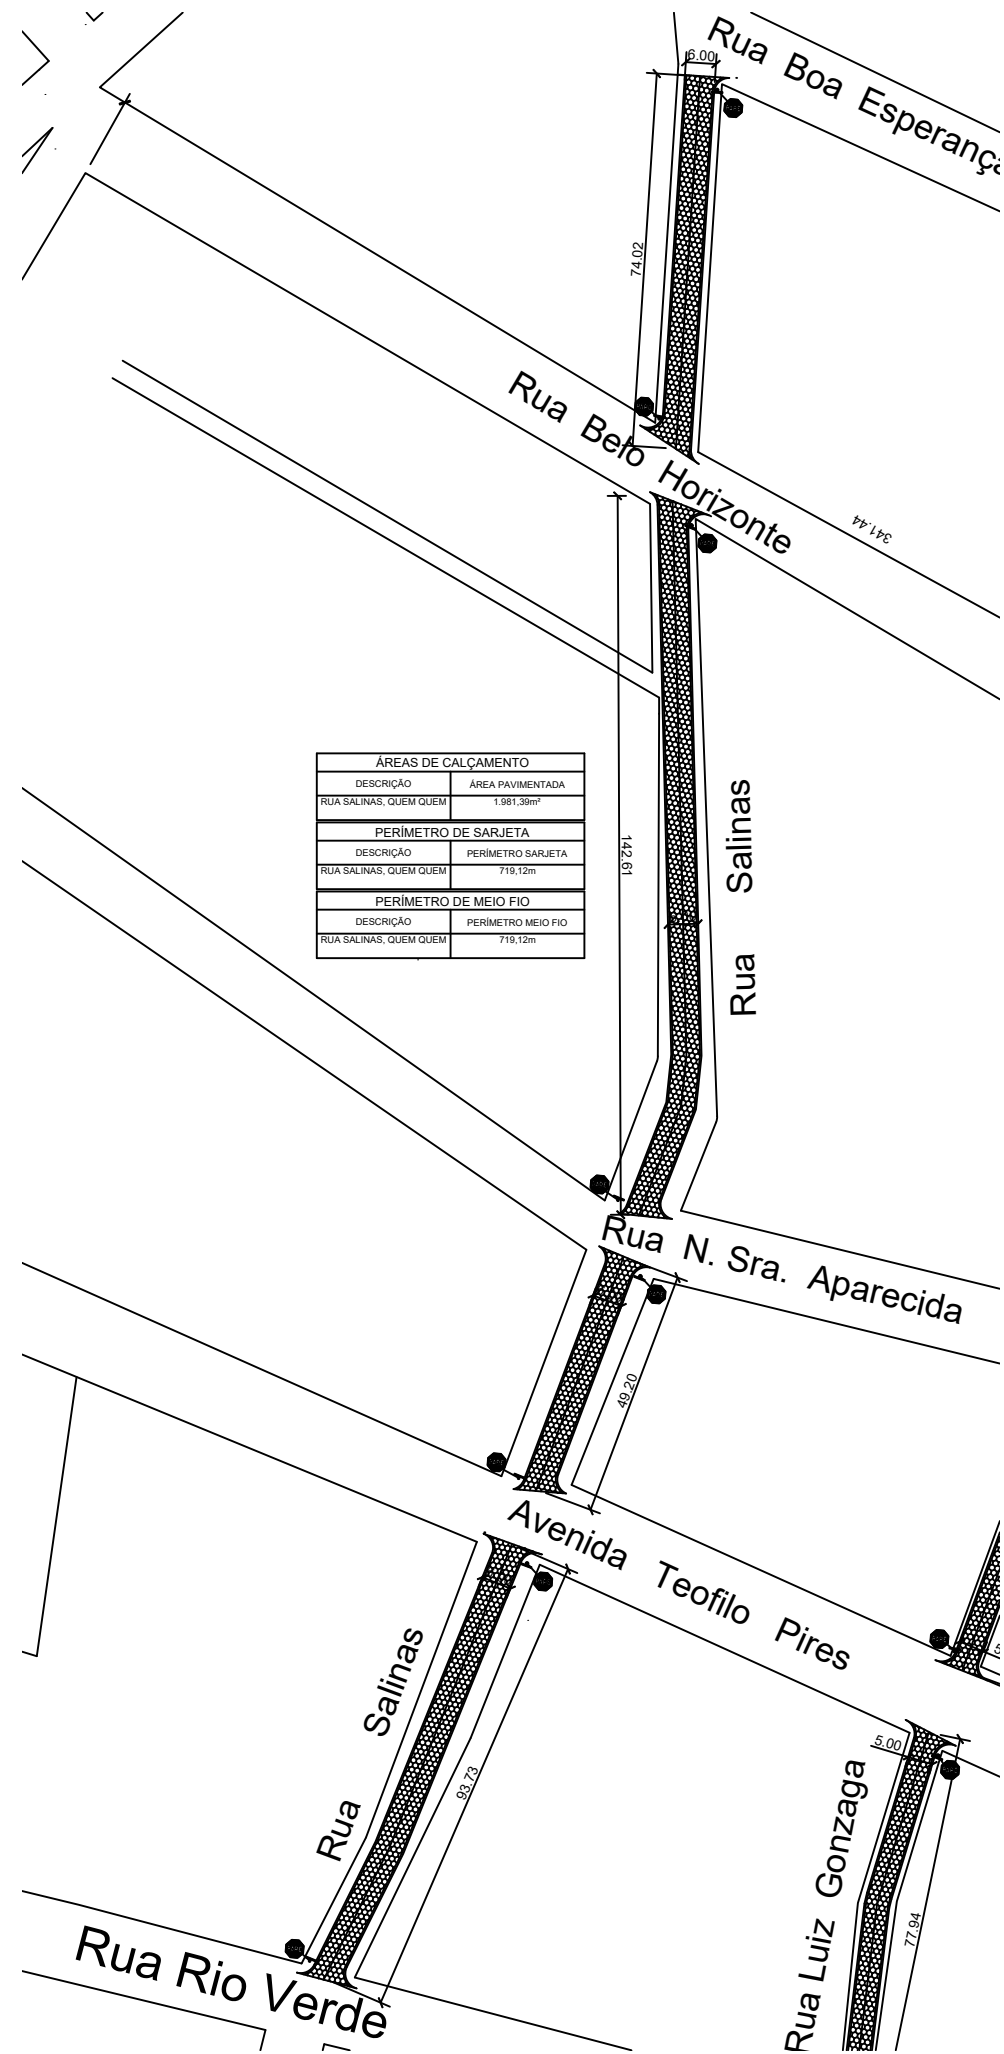 Rua Boa Esperança
6.00
74.02
Rua Belo Horizonte
341.44
ÁREAS DE CALÇAMENTO
DESCRIÇÃO ÁREA PAVIMENTADA
RUA SALINAS, QUEM QUEM 1.981,39m²
PERÍMETRO DE SARJETA
DESCRIÇÃO PERÍMETRO SARJETA
RUA SALINAS, QUEM QUEM 719,12m
PERÍMETRO DE MEIO FIO
DESCRIÇÃO PERÍMETRO MEIO FIO
RUA SALINAS, QUEM QUEM 719,12m
142.61
Rua Salinas
Rua N. Sra. Aparecida
49.20
Avenida Teofilo Pires
Rua Salinas
93.73
5.00
Rua Luiz Gonzaga
77.94
Rua Rio Verde